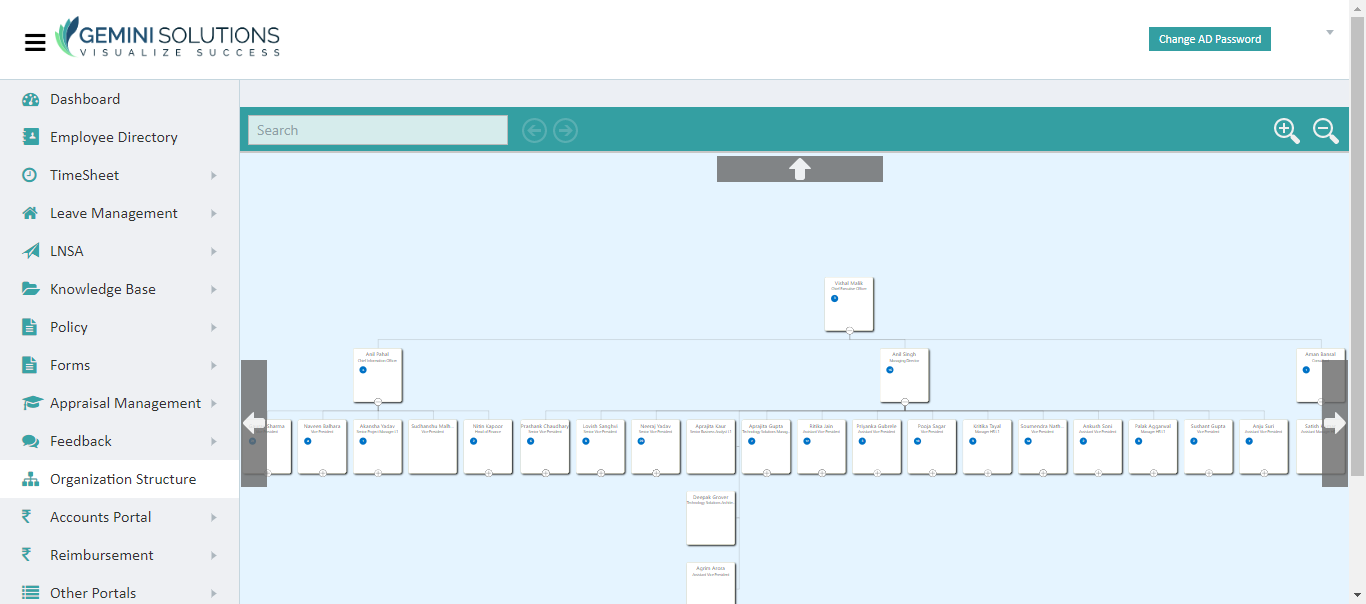 GEMINI SOLUTIONS
VISUALIZE SUCCESS
Change AD Password
Dashboard
Employee Directory
TimeSheet
Leave Management
LNSA
Knowledge Base
Policy
Forms
Appraisal Management
Feedback
Organization Structure
Accounts Portal
Reimbursement
Other Portals
Search
Vishal Malik
Chief Executive Officer
Anil Pahal
Chief Information Officer
Anil Singh
Managing Director
Aman Bansal
Sharma
President
Naveen Balhara
Vice President
Akansha Yadav
Senior Project Manager I.T
Sudhanshu Malh...
Nitin Kapoor
Head of Finance
Prashank Chaudhary
Senior Vice President
Lovish Sanghvi
Senior Vice President
Neeraj Yadav
Senior Vice President
Aprajita Kaur
Senior Business Analyst I.T
Aprajita Gupta
Technology Solutions Manag..
Ritika Jain
Assistant Vice President
Priyanka Gabrele
Assistant Vice President
Pooja Sagar
Vice President
Kritika Tayal
Manager HR I.T
Soumendra Nath...
Vice President
Ankush Soni
Assistant Vice President
Palak Aggarwal
Manager HR I.T
Sushant Gupta
Vice President
Anju Suri
Assistant Vice President
Satish
Assistant Mana
Deepak Grover
Technology Solutions Archite..
Agrim Arora
Assistant Vice President